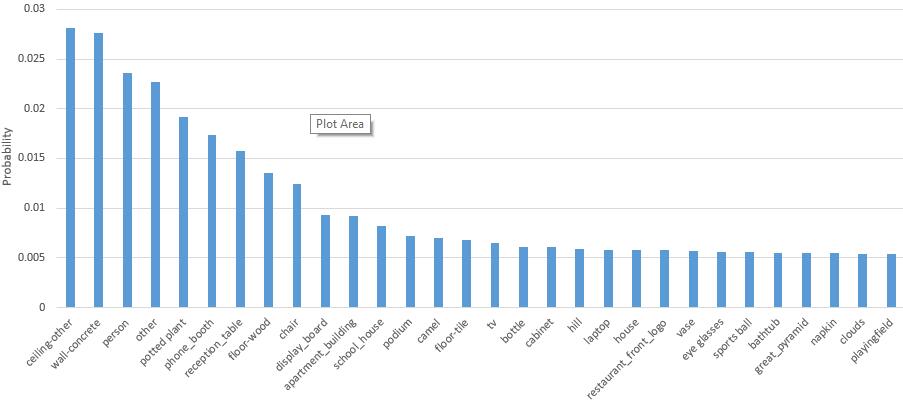 0.03
0.025
0.02
0.015
0.01
0.005
0
Probability
Plot Area
ceiling-other
wall-concrete
person
other
potted plant
phone_booth
reception_table
floor-wood
chair
display_board
apartment_building
school_house
podium
camel
floor-tile
tv
bottle
cabinet
hill
laptop
house
restaurant_front_logo
vase
eye glasses
sports ball
bathtub
great_pyramid
napkin
clouds
playingfield